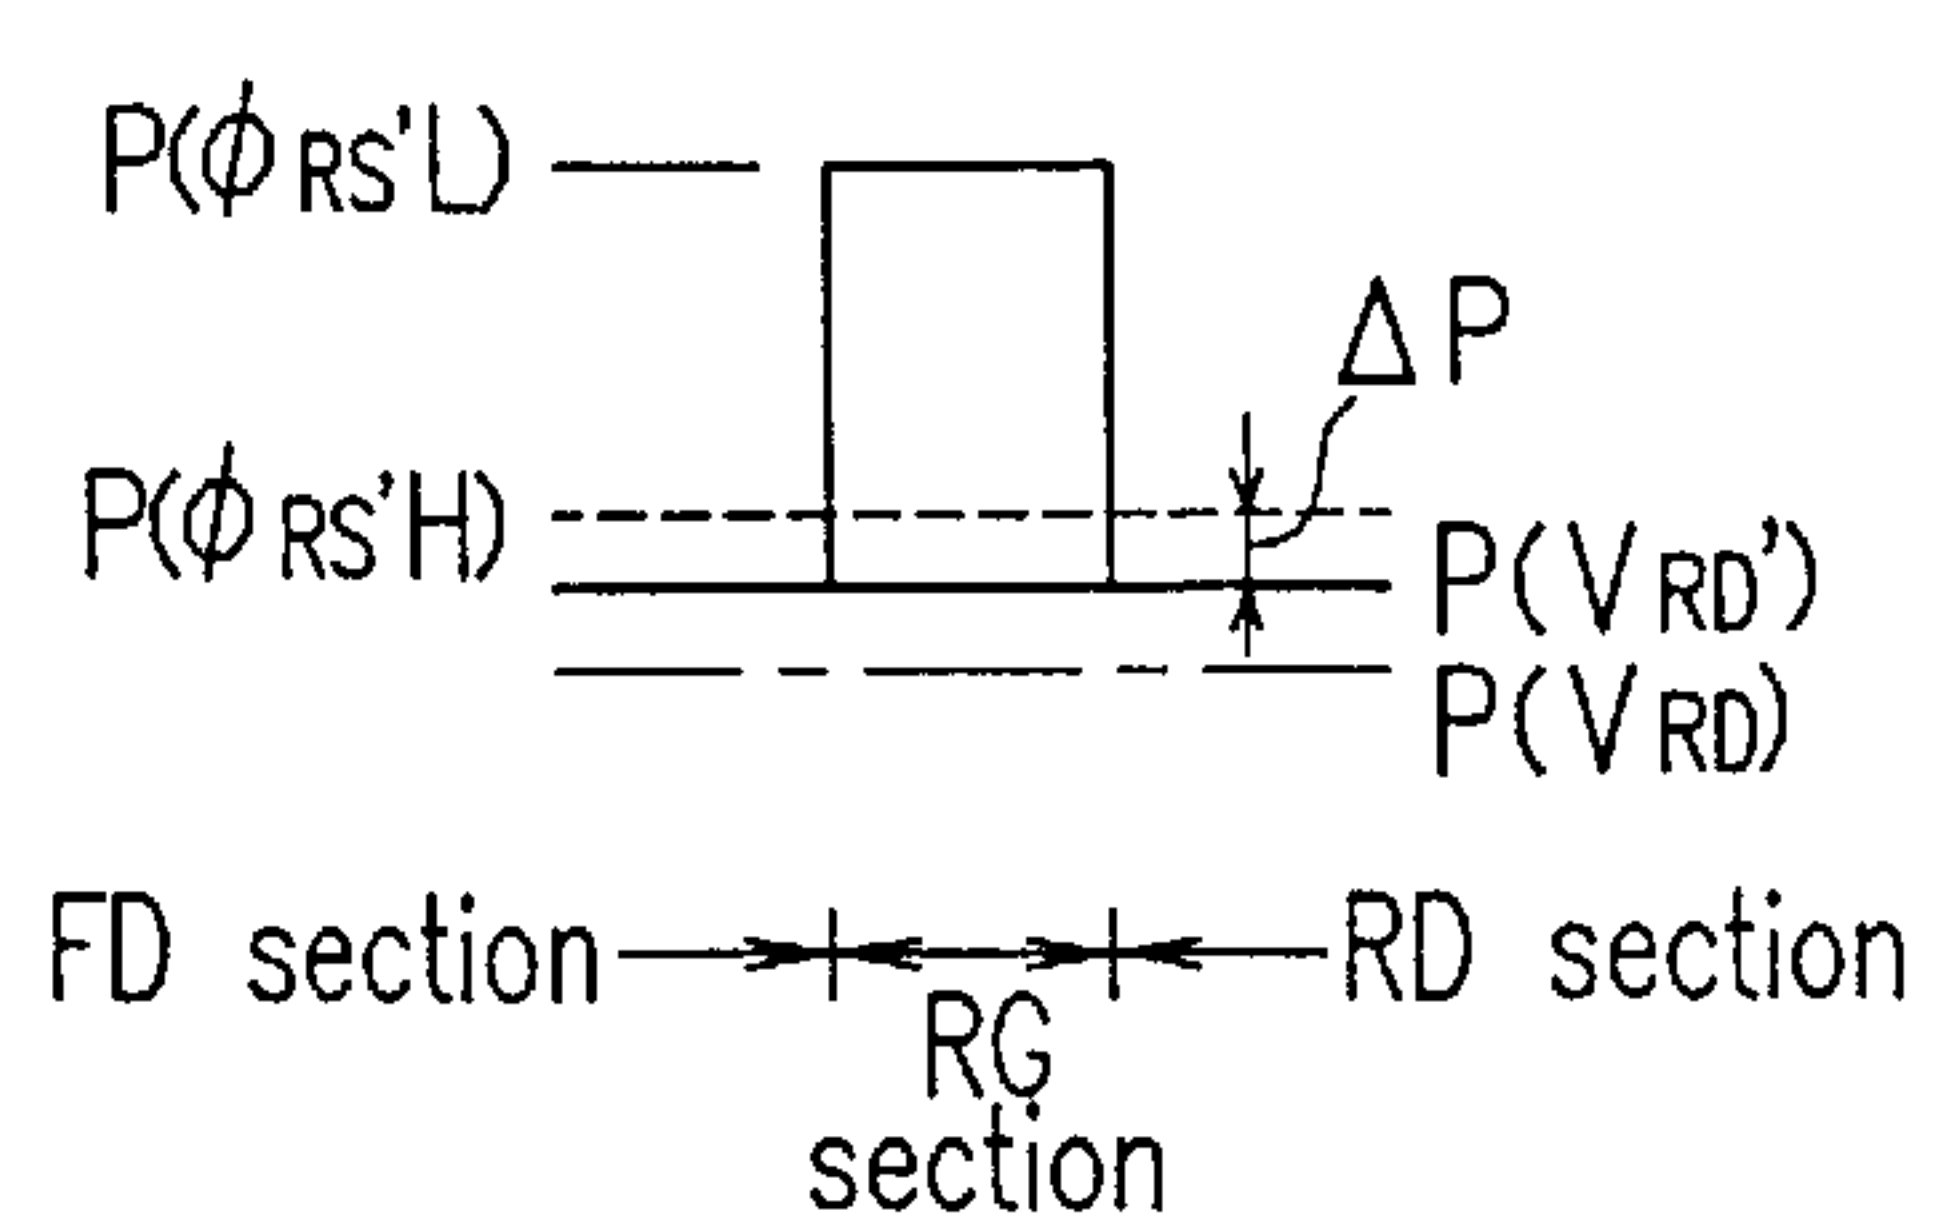 P(ϕRS'L)
ΔP
P(ϕRS'H)
P(VRD')
P(VRD)
FD section
RD section
RG
section